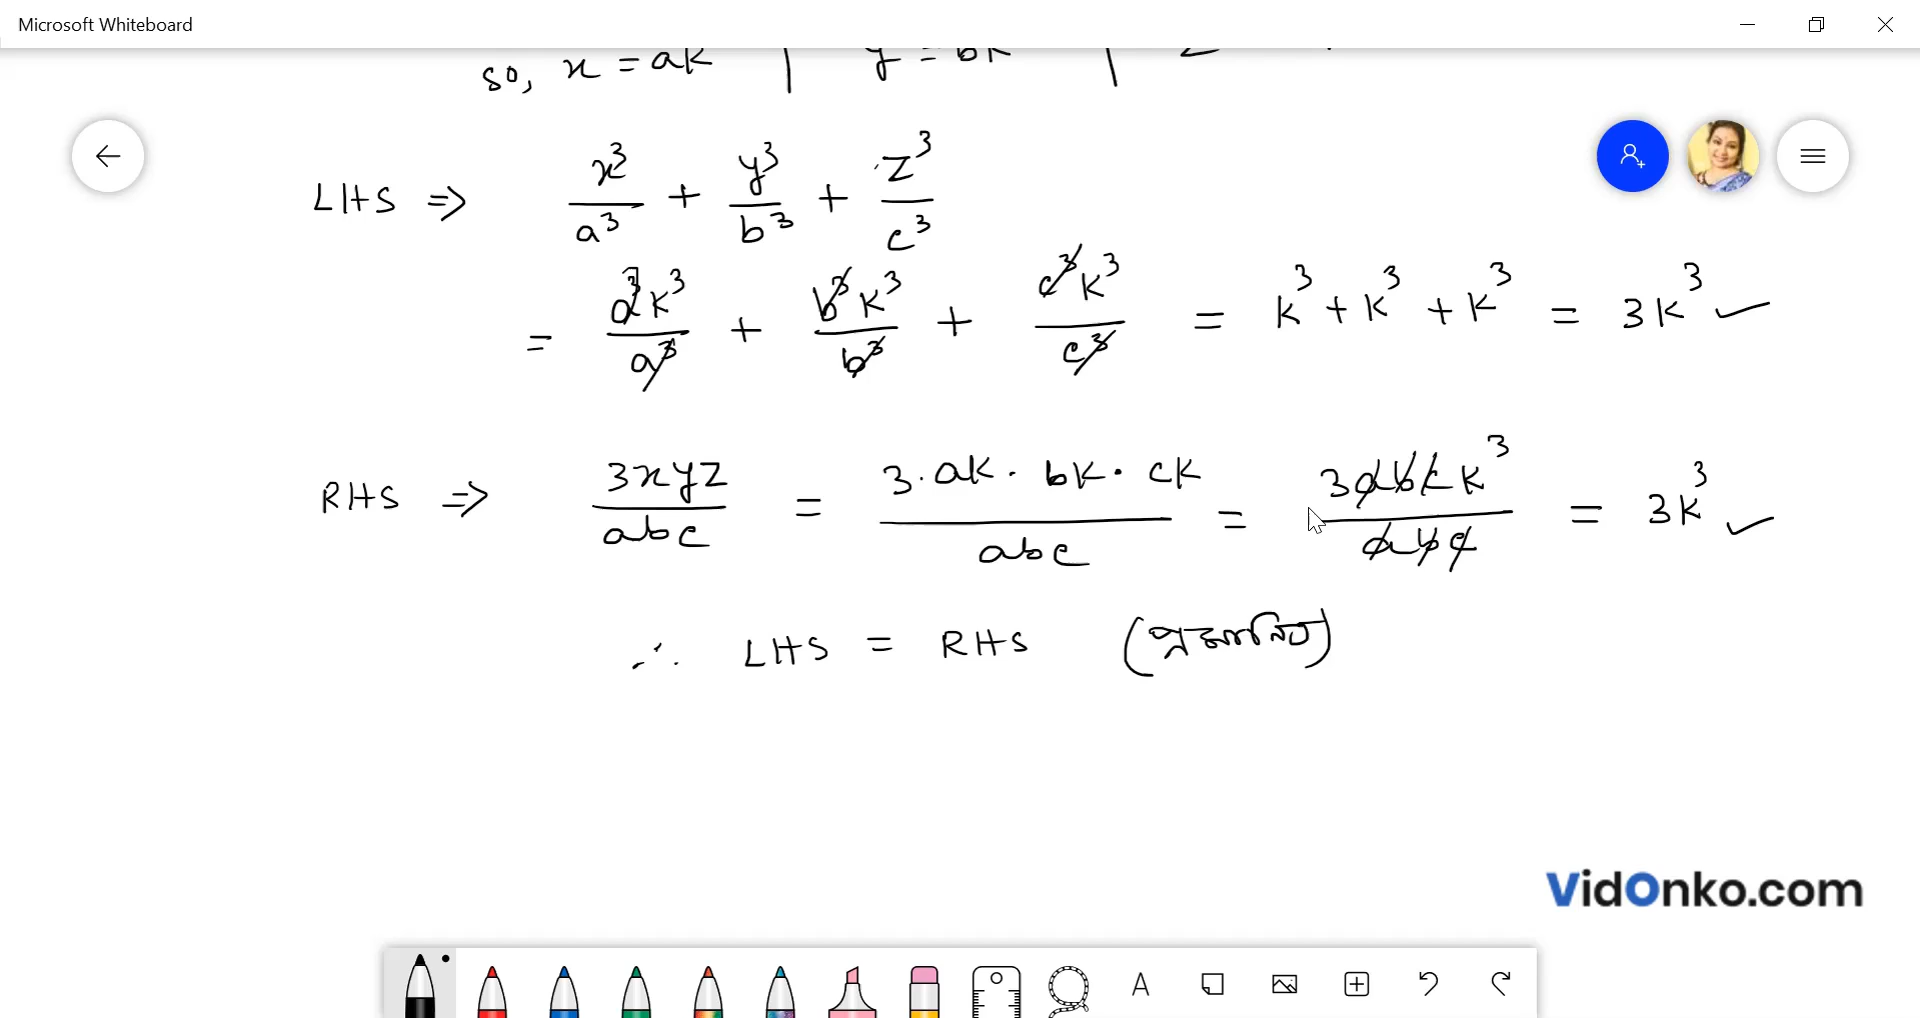 Microsoft Whiteboard
so, x = ak | y = bk | z
LHS => x³/a³ + y³/b³ + z³/c³
= a³k³/a³ + b³k³/b³ + c³k³/c³ = k³ + k³ + k³ = 3k³ ✓
RHS => 3xyz/abc = 3.ak.bk.ck/abc = 3abck³/abc = 3k³ ✓
∴ LHS = RHS (প্রমানিত)
VidOnko.com
A